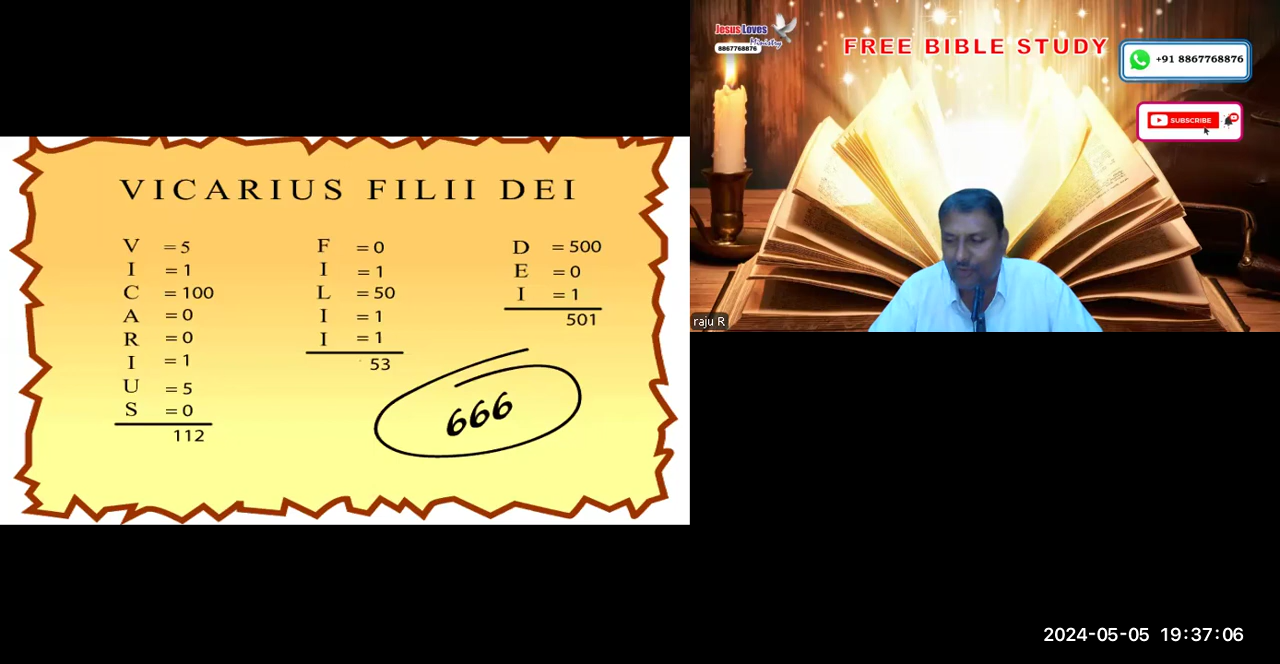 VICARIUS FILII DEI
V = 5
I = 1
C = 100
A = 0
R = 0
I = 1
U = 5
S = 0
112
F = 0
I = 1
L = 50
I = 1
I = 1
53
D = 500
E = 0
I = 1
501
666
Jesus Loves
Ministry
8867768876
FREE BIBLE STUDY
+91 8867768876
SUBSCRIBE
raju R
2024-05-05 19:37:06